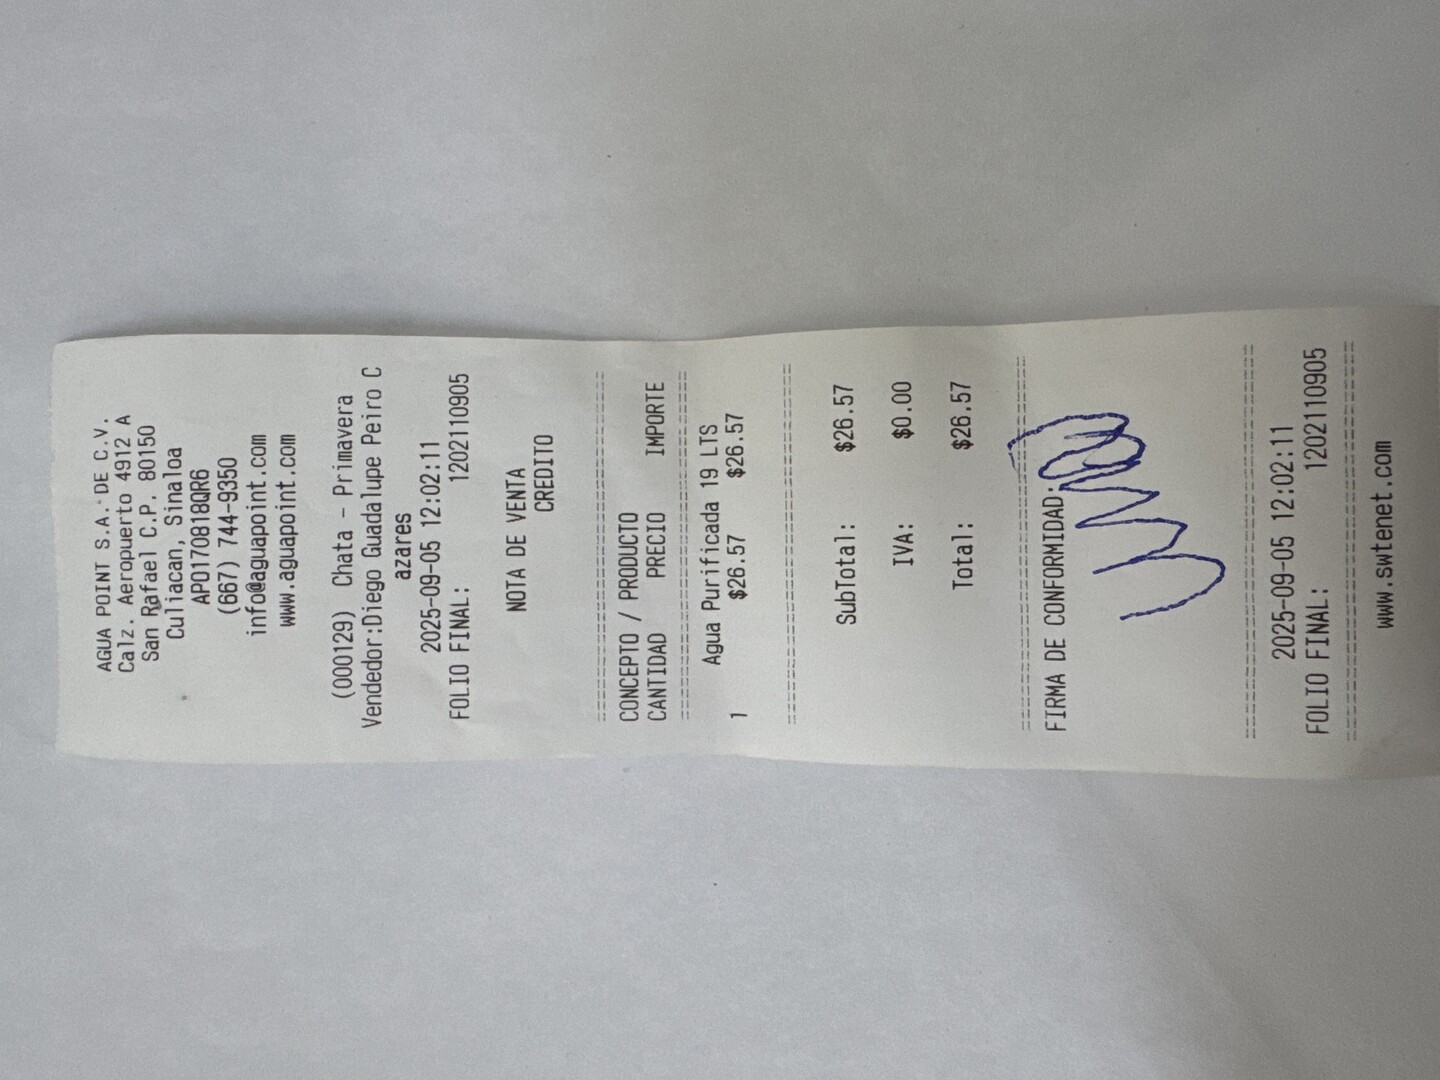 AGUA POINT S.A. DE C.V.
Calz. Aeropuerto 4912 A
San Rafael C.P. 80150
Culiacan, Sinaloa
APO170818QR6
(667) 744-9350
info@aguapoint.com
www.aguapoint.com
(000129) Chata - Primavera
Vendedor:Diego Guadalupe Peiro C
azares
2025-09-05 12:02:11
FOLIO FINAL: 1202110905
NOTA DE VENTA
CREDITO
CONCEPTO / PRODUCTO
CANTIDAD PRECIO IMPORTE
Agua Purificada 19 LTS
1 $26.57 $26.57
SubTotal: $26.57
IVA: $0.00
Total: $26.57
FIRMA DE CONFORMIDAD:
2025-09-05 12:02:11
FOLIO FINAL: 1202110905
www.swtenet.com